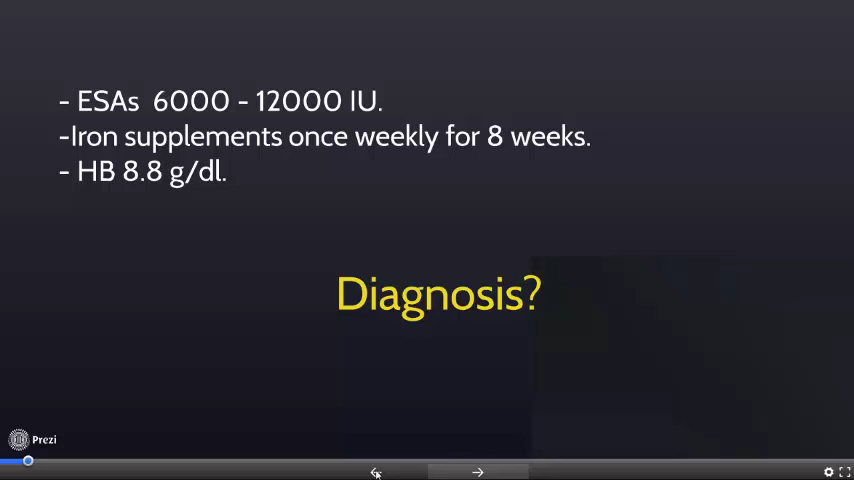 - ESAs 6000 - 12000 IU.
-Iron supplements once weekly for 8 weeks.
- HB 8.8 g/dl.
Diagnosis?
Prezi